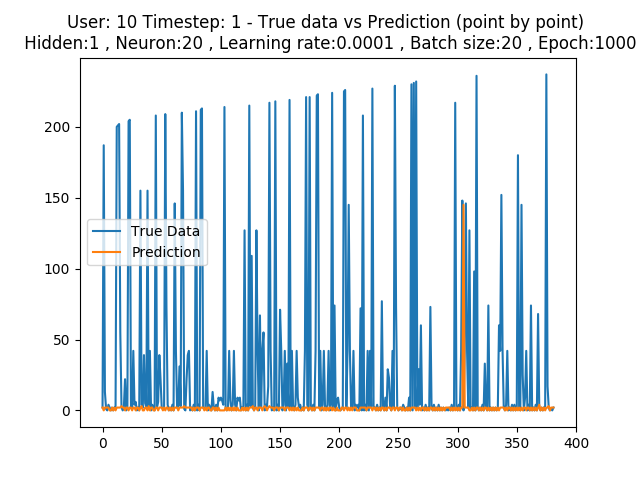 User: 10 Timestep: 1 - True data vs Prediction (point by point)
Hidden:1 , Neuron:20 , Learning rate:0.0001 , Batch size:20 , Epoch:1000
200
150
True Data
Prediction
100
50
0
0 50 100 150 200 250 300 350 400